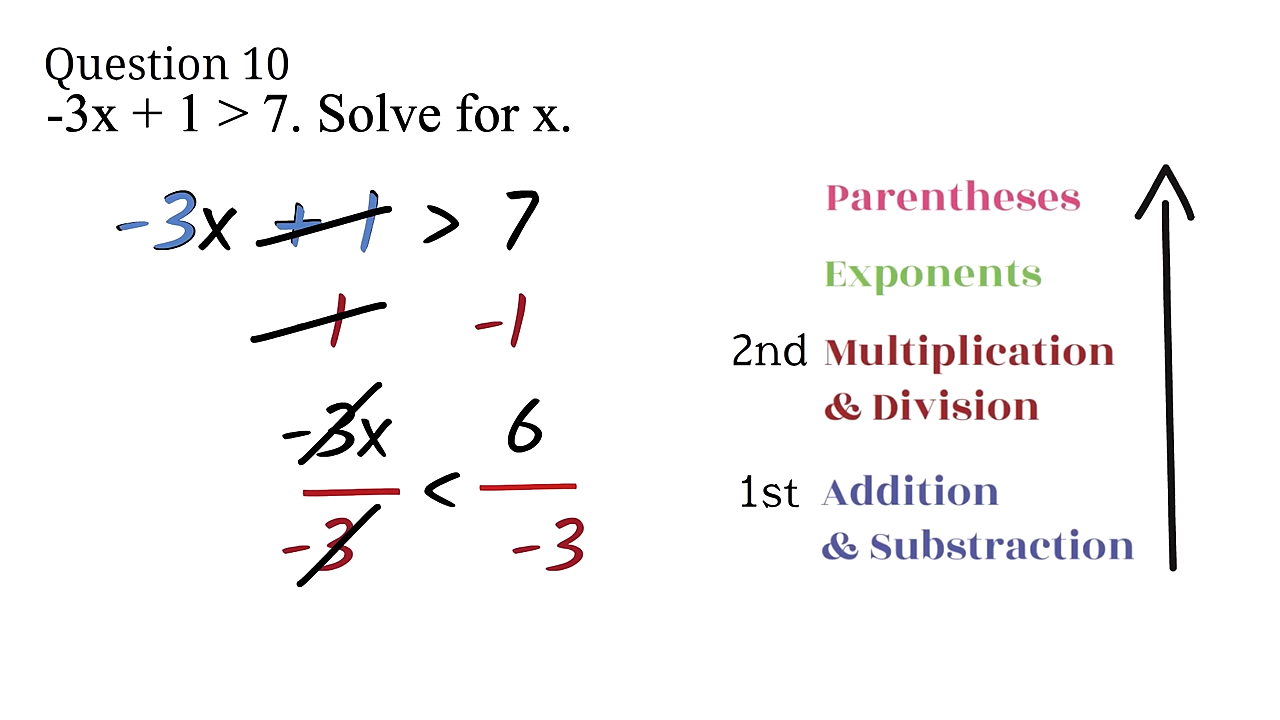 Question 10
-3x + 1 > 7. Solve for x.
-3x + 1 > 7
1 -1
-3x < 6
-3 -3
Parentheses
Exponents
2nd Multiplication
& Division
1st Addition
& Substraction